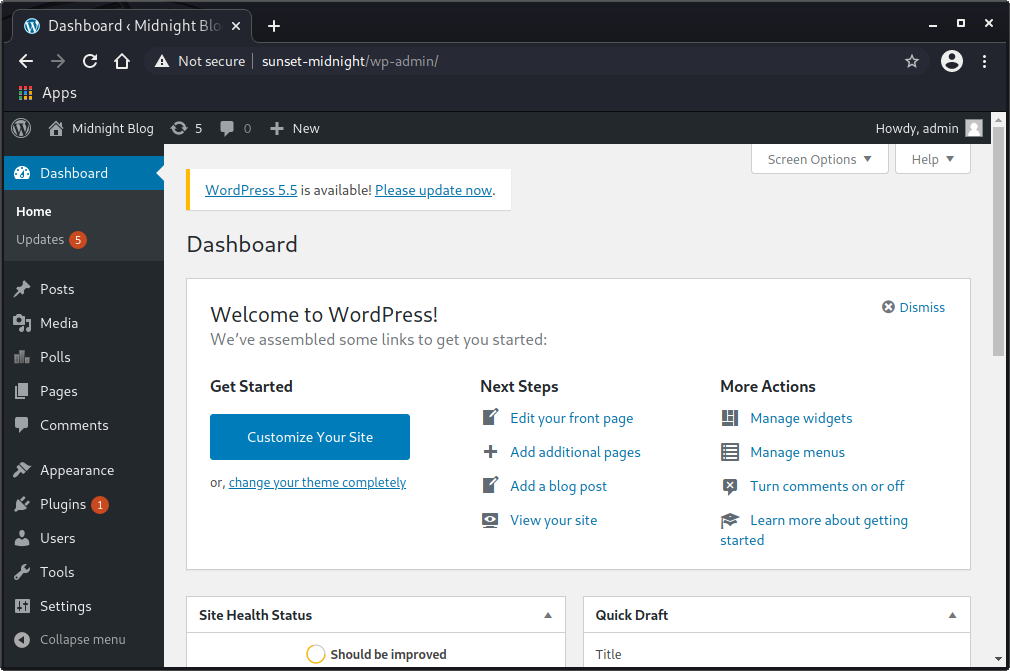 Dashboard ‹ Midnight Blo
Not secure sunset-midnight/wp-admin/
Apps
Midnight Blog 5 0 New Howdy, admin
Dashboard
Home
Updates 5
Posts
Media
Polls
Pages
Comments
Appearance
Plugins 1
Users
Tools
Settings
Collapse menu
Screen Options Help
WordPress 5.5 is available! Please update now.
Dashboard
Welcome to WordPress!
We’ve assembled some links to get you started:
Dismiss
Get Started
Customize Your Site
or, change your theme completely
Next Steps
Edit your front page
Add additional pages
Add a blog post
View your site
More Actions
Manage widgets
Manage menus
Turn comments on or off
Learn more about getting
started
Site Health Status
Should be improved
Quick Draft
Title